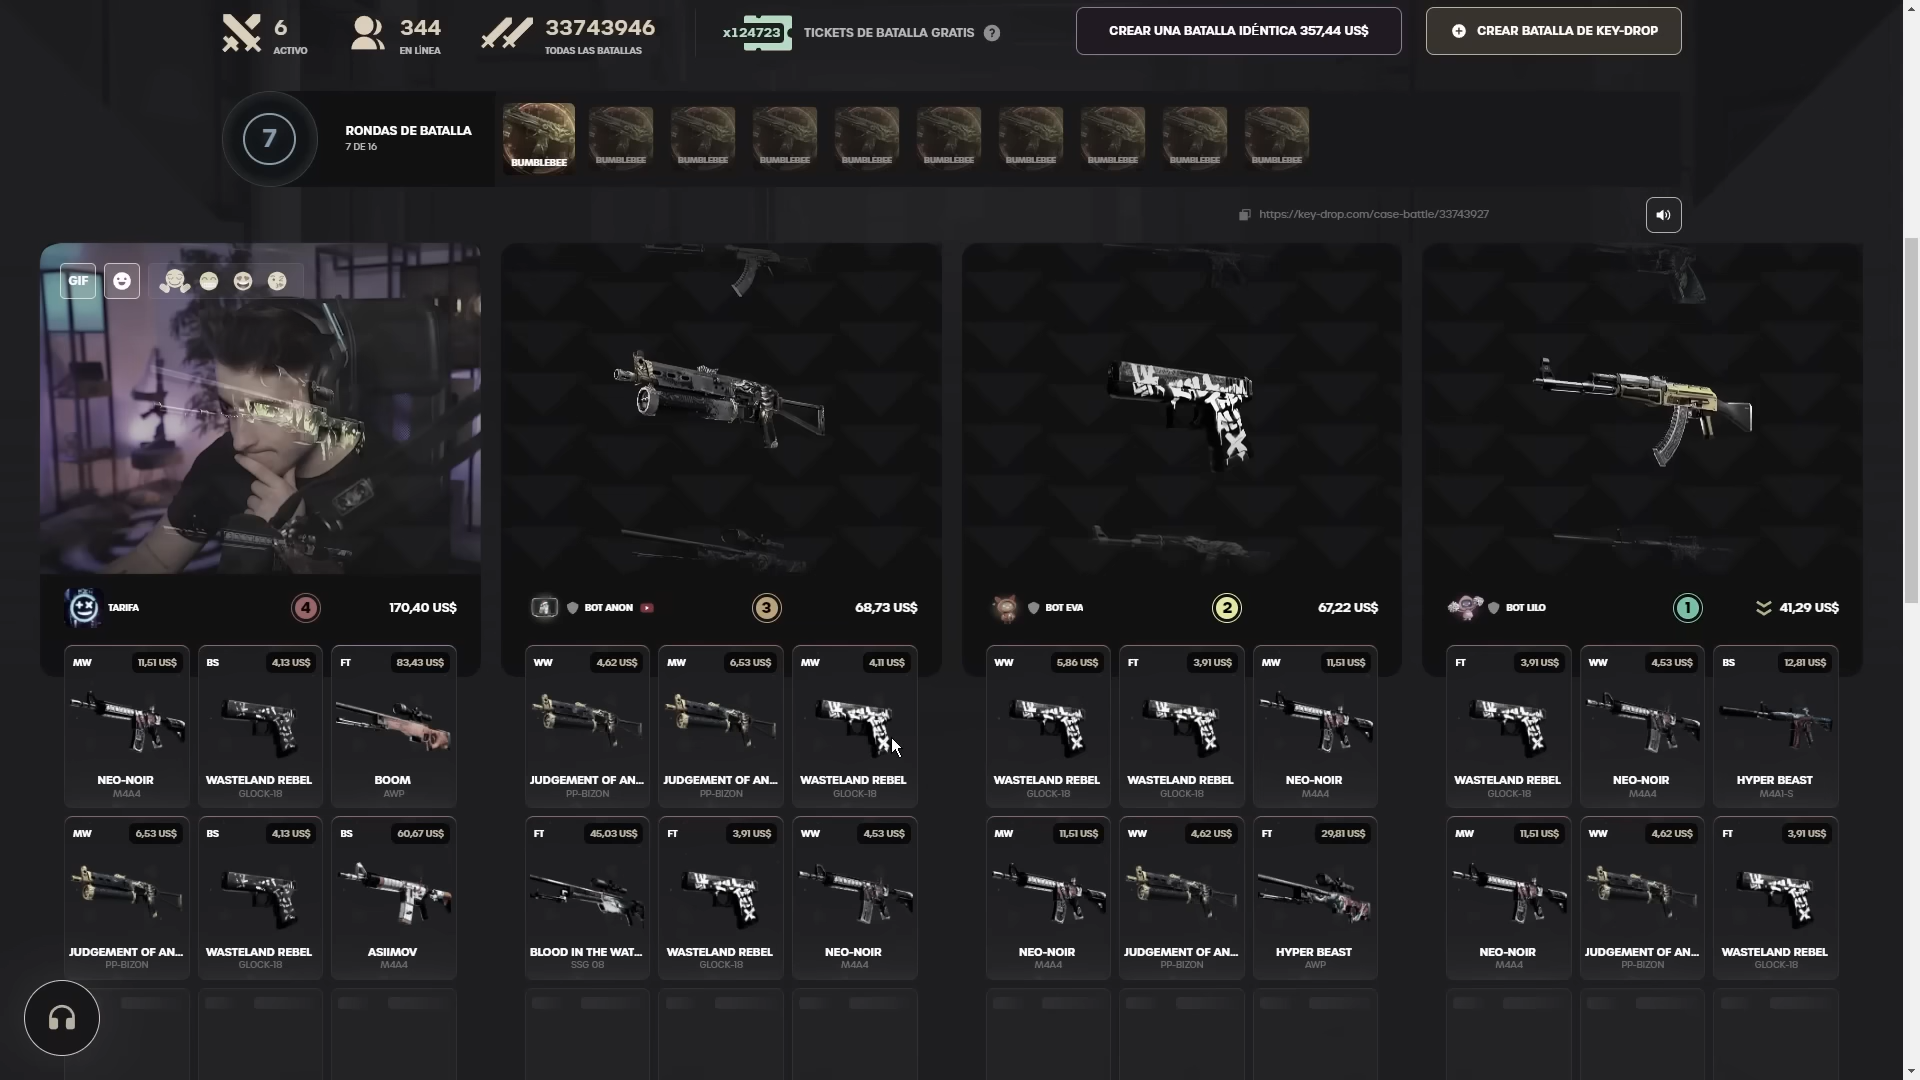 6
ACTIVO
344
EN LÍNEA
33743946
TODAS LAS BATALLAS
x124723
TICKETS DE BATALLA GRATIS ?
CREAR UNA BATALLA IDÉNTICA 357,44 US$
CREAR BATALLA DE KEY-DROP
7
RONDAS DE BATALLA
7 DE 16
BUMBLEBEE
BUMBLEBEE
BUMBLEBEE
BUMBLEBEE
BUMBLEBEE
BUMBLEBEE
BUMBLEBEE
BUMBLEBEE
BUMBLEBEE
BUMBLEBEE
https://key-drop.com/case-battle/33743927
GIF
TARIFA 4 170,40 US$
BOT ANON 3 68,73 US$
BOT EVA 2 67,22 US$
BOT LILO 1 41,29 US$
MW 11,51 US$ BS 4,13 US$ FT 83,43 US$ WW 4,62 US$ MW 6,53 US$ MW 4,11 US$ WW 5,86 US$ FT 3,91 US$ MW 11,51 US$ FT 3,91 US$ WW 4,53 US$ BS 12,81 US$
NEO-NOIR WASTELAND REBEL BOOM JUDGEMENT OF AN... JUDGEMENT OF AN... WASTELAND REBEL WASTELAND REBEL WASTELAND REBEL NEO-NOIR WASTELAND REBEL NEO-NOIR HYPER BEAST
M4A4 GLOCK-18 AWP PP-BIZON PP-BIZON GLOCK-18 GLOCK-18 GLOCK-18 M4A4 GLOCK-18 M4A4 M4A1-S
MW 6,53 US$ BS 4,13 US$ BS 60,67 US$ FT 45,03 US$ FT 3,91 US$ WW 4,53 US$ MW 11,51 US$ WW 4,62 US$ FT 29,81 US$ MW 11,51 US$ WW 4,62 US$ FT 3,91 US$
JUDGEMENT OF AN... WASTELAND REBEL ASIIMOV BLOOD IN THE WAT... WASTELAND REBEL NEO-NOIR NEO-NOIR JUDGEMENT OF AN... HYPER BEAST NEO-NOIR JUDGEMENT OF AN... WASTELAND REBEL
PP-BIZON GLOCK-18 M4A4 SSG 08 GLOCK-18 M4A4 M4A4 PP-BIZON AWP M4A4 PP-BIZON GLOCK-18